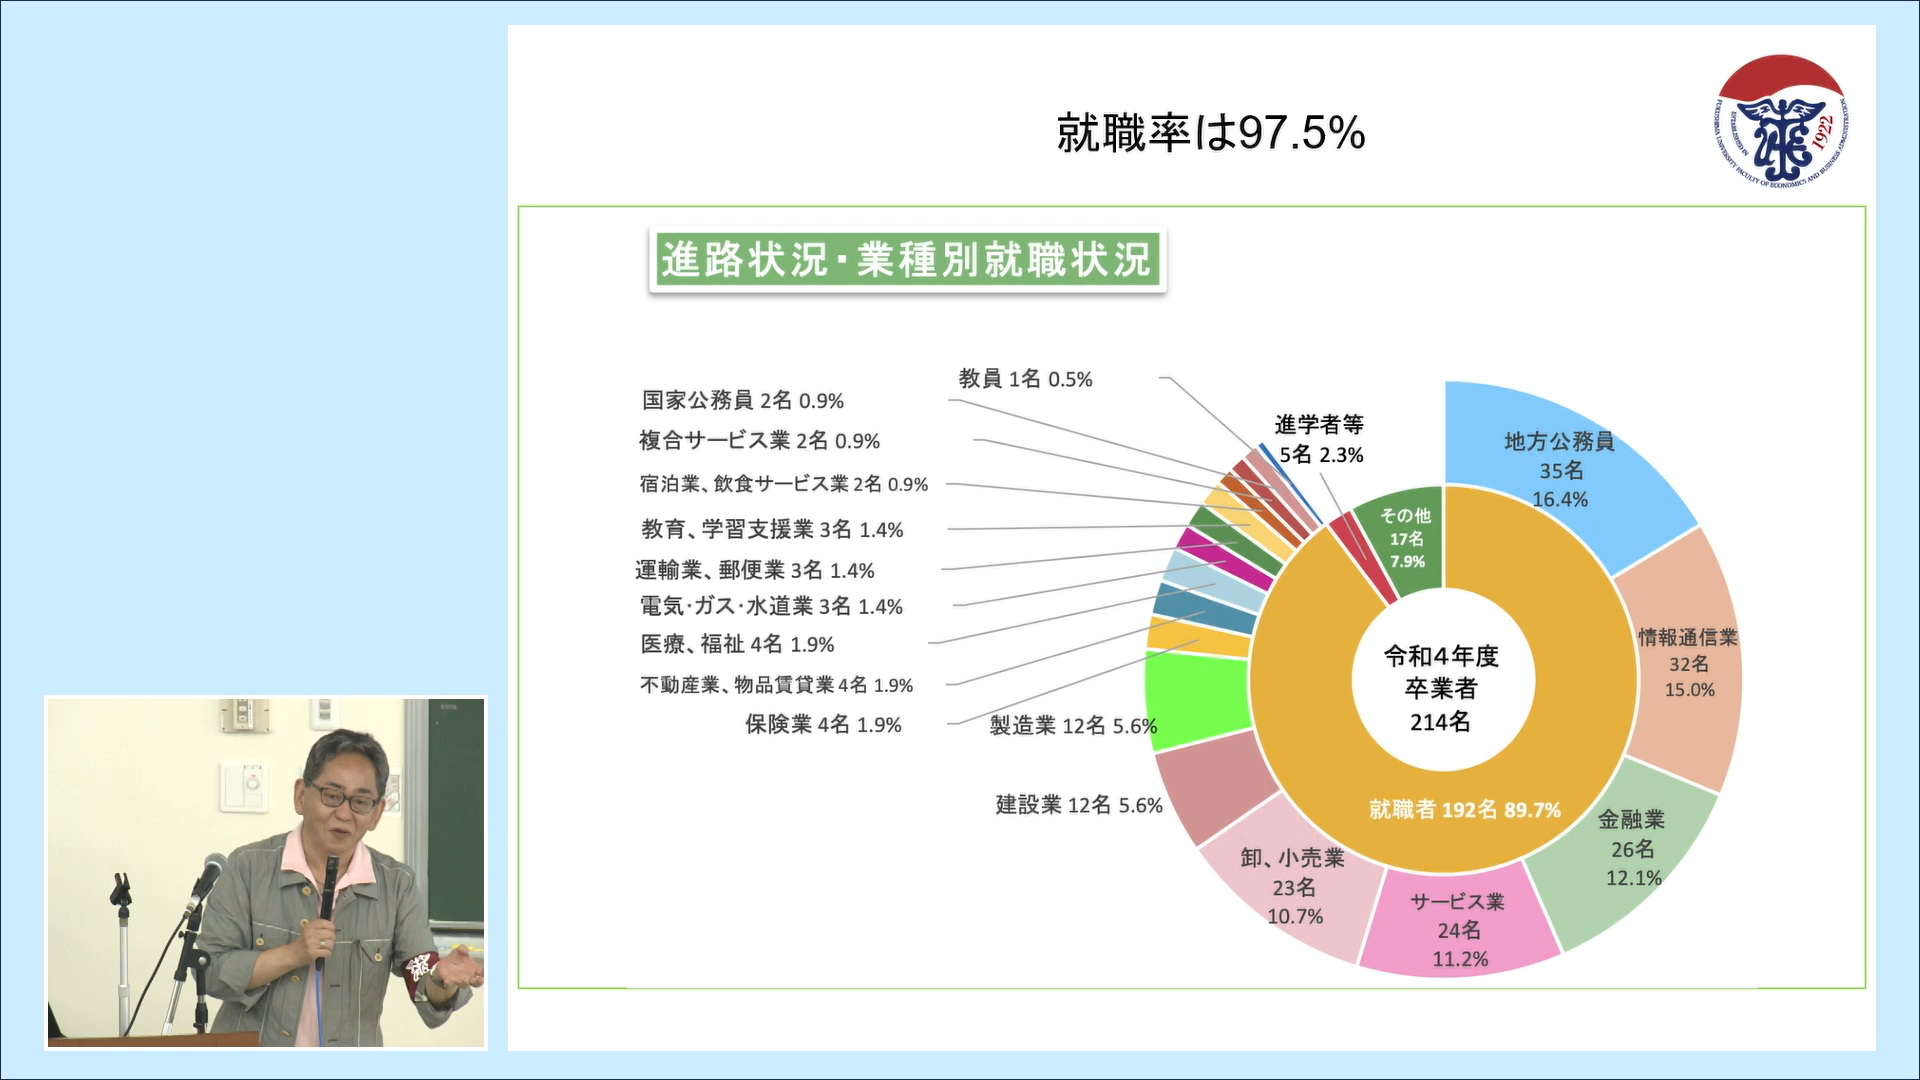 就職率は97.5%
FUKUSHIMA UNIVERSITY FACULTY OF ECONOMICS AND BUSINESS ADMINISTRATION
ESTABLISHED IN
1922
進路状況・業種別就職状況
教員 1名 0.5%
国家公務員 2名 0.9%
複合サービス業 2名 0.9%
宿泊業、飲食サービス業 2名 0.9%
教育、学習支援業 3名 1.4%
運輸業、郵便業 3名 1.4%
電気・ガス・水道業 3名 1.4%
医療、福祉 4名 1.9%
不動産業、物品賃貸業 4名 1.9%
保険業 4名 1.9%
製造業 12名 5.6%
建設業 12名 5.6%
卸、小売業
23名
10.7%
サービス業
24名
11.2%
金融業
26名
12.1%
情報通信業
32名
15.0%
地方公務員
35名
16.4%
進学者等
5名 2.3%
その他
17名
7.9%
令和4年度
卒業者
214名
就職者 192名 89.7%